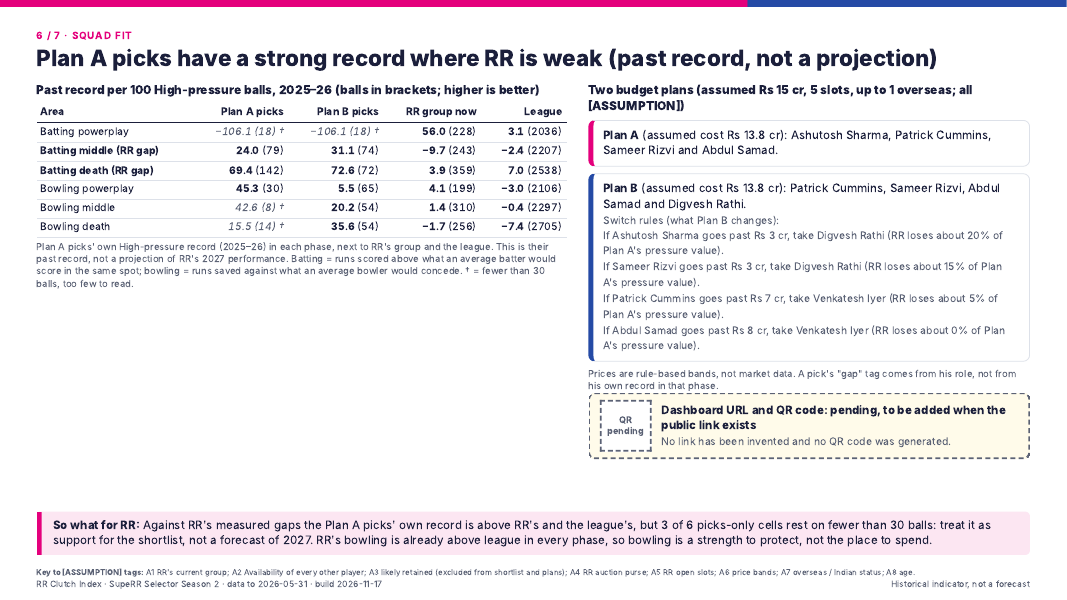 6 / 7 · SQUAD FIT
Plan A picks have a strong record where RR is weak (past record, not a projection)
Past record per 100 High-pressure balls, 2025–26 (balls in brackets; higher is better)
Area Plan A picks Plan B picks RR group now League
Batting powerplay −106.1 (18) † −106.1 (18) † 56.0 (228) 3.1 (2036)
Batting middle (RR gap) 24.0 (79) 31.1 (74) −9.7 (243) −2.4 (2207)
Batting death (RR gap) 69.4 (142) 72.6 (72) 3.9 (359) 7.0 (2538)
Bowling powerplay 45.3 (30) 5.5 (65) 4.1 (199) −3.0 (2106)
Bowling middle 42.6 (8) † 20.2 (54) 1.4 (310) −0.4 (2297)
Bowling death 15.5 (14) † 35.6 (54) −1.7 (256) −7.4 (2705)
Plan A picks' own High-pressure record (2025–26) in each phase, next to RR's group and the league. This is their
past record, not a projection of RR's 2027 performance. Batting = runs scored above what an average batter would
score in the same spot; bowling = runs saved against what an average bowler would concede. † = fewer than 30
balls, too few to read.
Two budget plans (assumed Rs 15 cr, 5 slots, up to 1 overseas; all
[ASSUMPTION])
Plan A (assumed cost Rs 13.8 cr): Ashutosh Sharma, Patrick Cummins,
Sameer Rizvi and Abdul Samad.
Plan B (assumed cost Rs 13.8 cr): Patrick Cummins, Sameer Rizvi, Abdul
Samad and Digvesh Rathi.
Switch rules (what Plan B changes):
If Ashutosh Sharma goes past Rs 3 cr, take Digvesh Rathi (RR loses about 20% of
Plan A's pressure value).
If Sameer Rizvi goes past Rs 3 cr, take Digvesh Rathi (RR loses about 15% of Plan
A's pressure value).
If Patrick Cummins goes past Rs 7 cr, take Venkatesh Iyer (RR loses about 5% of
Plan A's pressure value).
If Abdul Samad goes past Rs 8 cr, take Venkatesh Iyer (RR loses about 0% of Plan
A's pressure value).
Prices are rule-based bands, not market data. A pick's "gap" tag comes from his role, not from
his own record in that phase.
QR
pending
Dashboard URL and QR code: pending, to be added when the
public link exists
No link has been invented and no QR code was generated.
So what for RR: Against RR's measured gaps the Plan A picks' own record is above RR's and the league's, but 3 of 6 picks-only cells rest on fewer than 30 balls: treat it as
support for the shortlist, not a forecast of 2027. RR's bowling is already above league in every phase, so bowling is a strength to protect, not the place to spend.
Key to [ASSUMPTION] tags: A1 RR's current group; A2 Availability of every other player; A3 likely retained (excluded from shortlist and plans); A4 RR auction purse; A5 RR open slots; A6 price bands; A7 overseas / Indian status; A8 age.
RR Clutch Index · SupeRR Selector Season 2 · data to 2026-05-31 · build 2026-11-17
Historical indicator, not a forecast